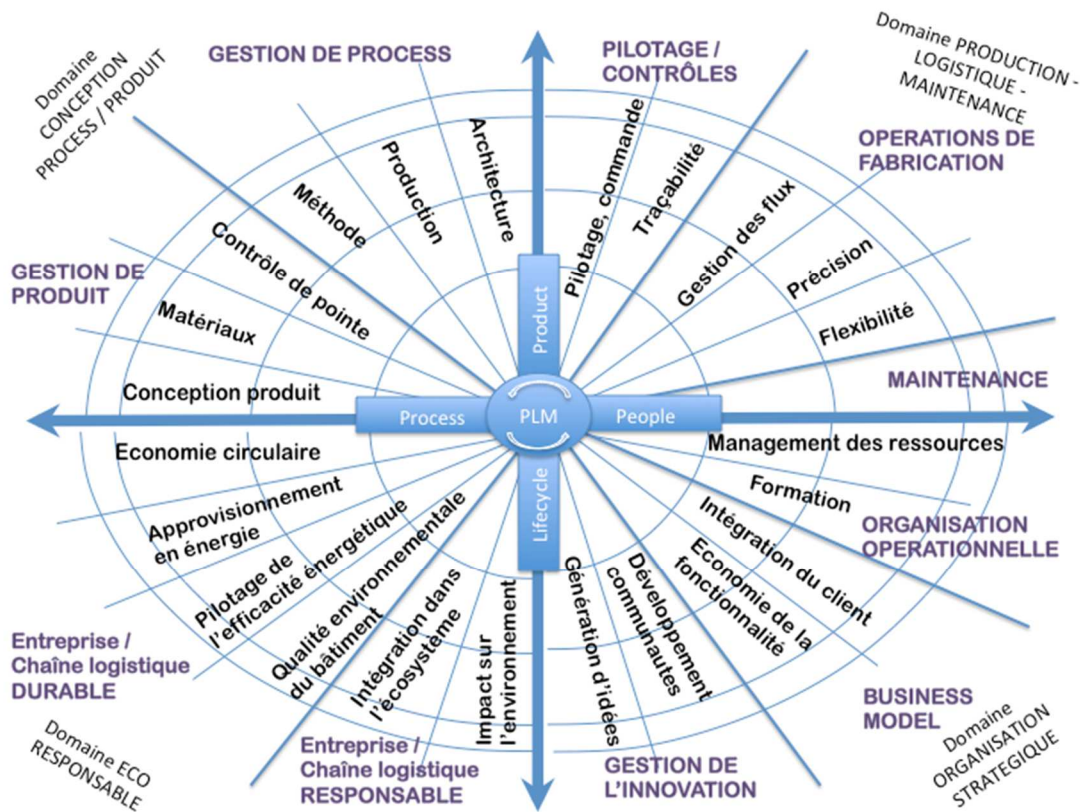 Domaine
CONCEPTION
PROCESS / PRODUIT
GESTION DE PROCESS
PILOTAGE /
CONTRÔLES
Domaine PRODUCTION -
LOGISTIQUE -
MAINTENANCE
OPERATIONS DE
FABRICATION
GESTION DE
PRODUIT
Méthode
Production
Architecture
Pilotage, commande
Traçabilité
Gestion des flux
Précision
Flexibilité
Contrôle de pointe
Matériaux
Conception produit
MAINTENANCE
Product
Process
PLM
People
Lifecycle
Economie circulaire
Management des ressources
Approvisionnement
en énergie
Formation
Pilotage de
l'efficacité énergétique
Qualité environnementale
du bâtiment
Intégration dans
l'écosystème
Impact sur
l'environnement
Génération d'idées
Développement
communautes
Economie de la
fonctionnalité
Intégration du client
ORGANISATION
OPERATIONNELLE
Entreprise /
Chaîne logistique
DURABLE
BUSINESS
MODEL
Domaine ECO
RESPONSABLE
Entreprise /
Chaîne logistique
RESPONSABLE
GESTION DE
L'INNOVATION
Domaine
ORGANISATION
STRATEGIQUE